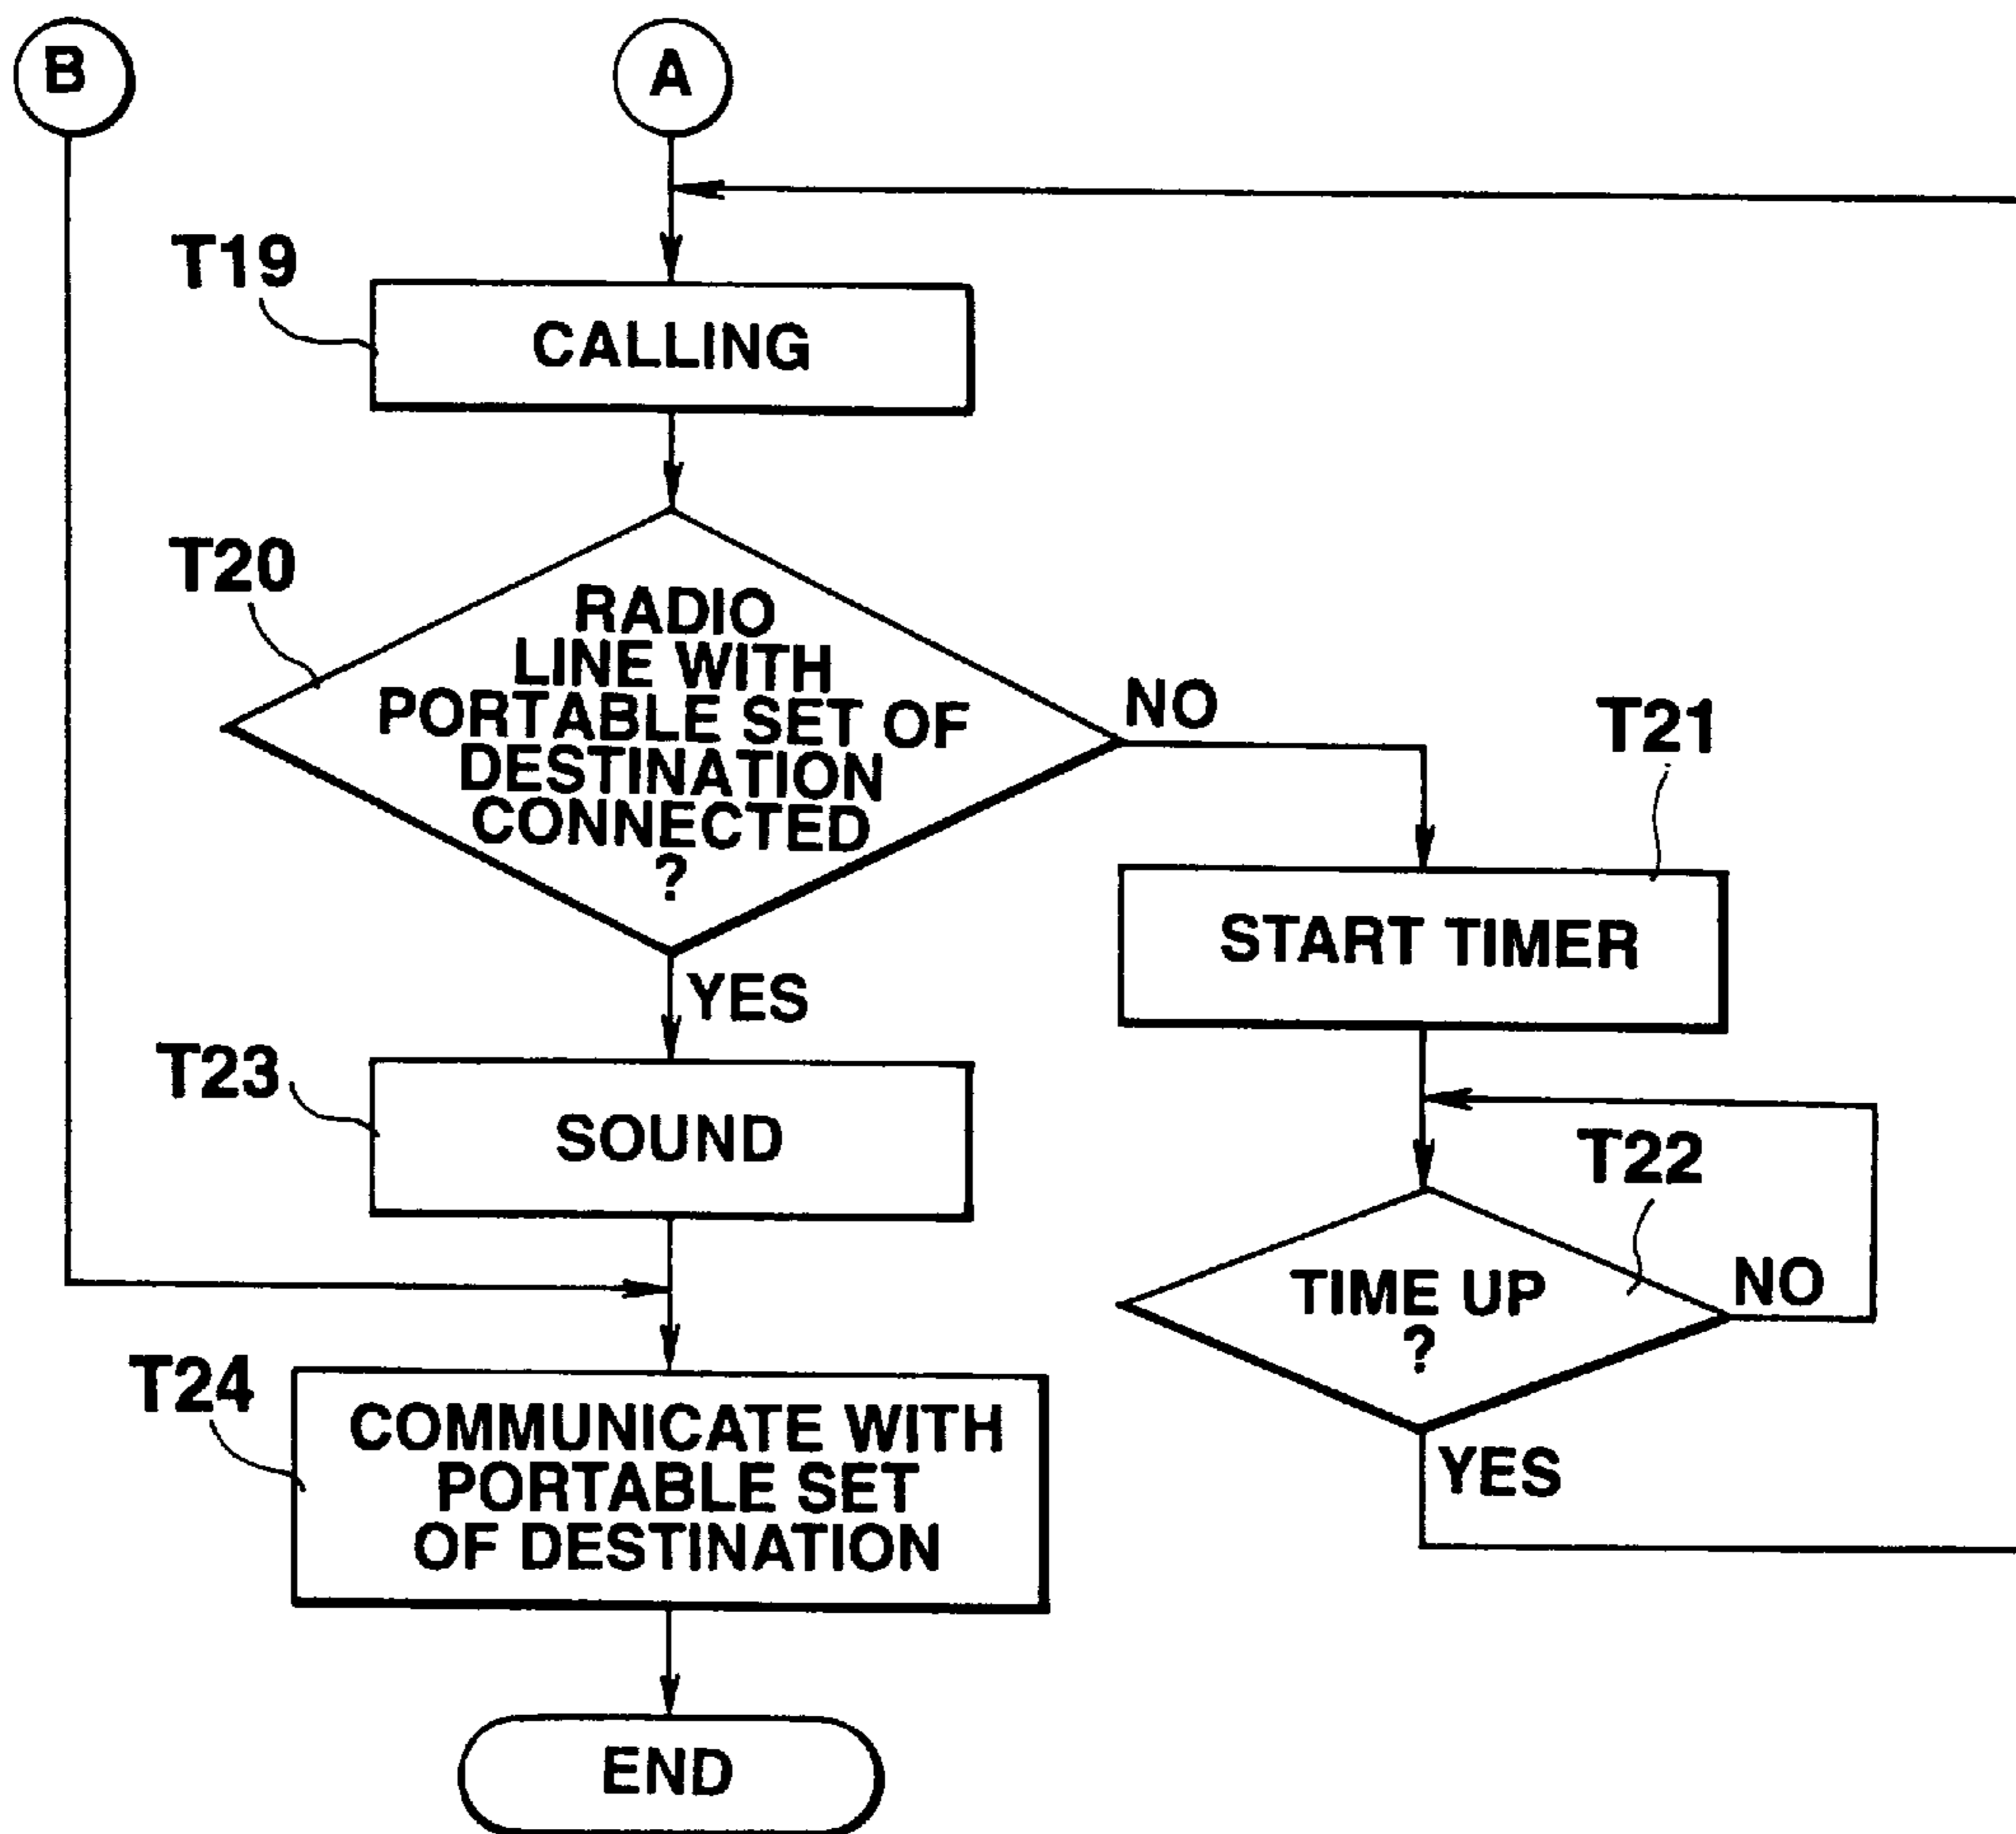 B
A
T19
CALLING
T20
RADIO
LINE WITH
PORTABLE SET OF
DESTINATION
CONNECTED
?
NO
T21
START TIMER
YES
T23
SOUND
T22
TIME UP
?
NO
YES
T24
COMMUNICATE WITH
PORTABLE SET
OF DESTINATION
END